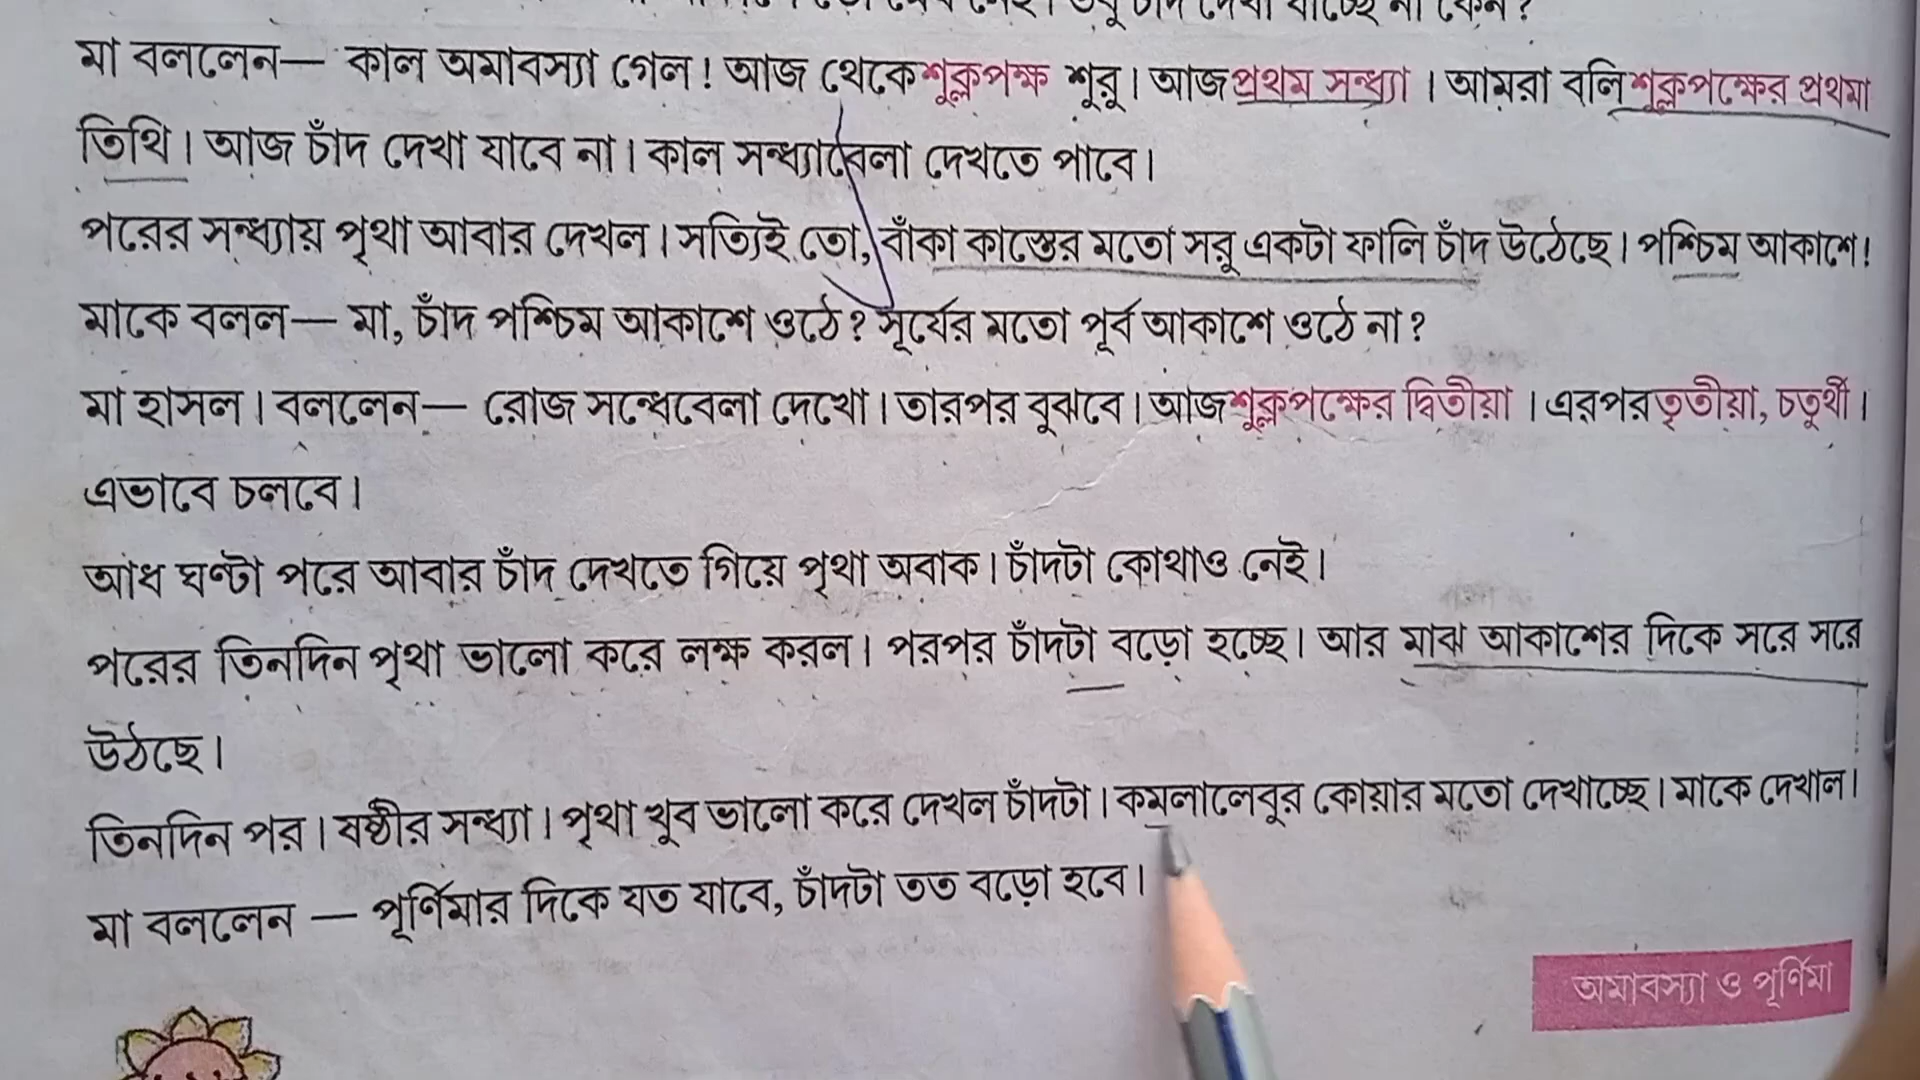 চাঁদ দেখা যাচ্ছে না কেন?
মা বললেন— কাল অমাবস্যা গেল! আজ থেকে শুক্লপক্ষ শুরু। আজ প্রথম সন্ধ্যা। আমরা বলি শুক্লপক্ষের প্রথমা
তিথি। আজ চাঁদ দেখা যাবে না। কাল সন্ধ্যাবেলা দেখতে পাবে।
পরের সন্ধ্যায় পৃথা আবার দেখল। সত্যিই তো, বাঁকা কাস্তের মতো সরু একটা ফালি চাঁদ উঠেছে। পশ্চিম আকাশে!
মাকে বলল— মা, চাঁদ পশ্চিম আকাশে ওঠে? সূর্যের মতো পূর্ব আকাশে ওঠে না?
মা হাসল। বললেন— রোজ সন্ধেবেলা দেখো। তারপর বুঝবে। আজ শুক্লপক্ষের দ্বিতীয়া। এরপর তৃতীয়া, চতুর্থী।
এভাবে চলবে।
আধ ঘণ্টা পরে আবার চাঁদ দেখতে গিয়ে পৃথা অবাক। চাঁদটা কোথাও নেই।
পরের তিনদিন পৃথা ভালো করে লক্ষ করল। পরপর চাঁদটা বড়ো হচ্ছে। আর মাঝ আকাশের দিকে সরে সরে
উঠছে।
তিনদিন পর। ষষ্ঠীর সন্ধ্যা। পৃথা খুব ভালো করে দেখল চাঁদটা। কমলালেবুর কোয়ার মতো দেখাচ্ছে। মাকে দেখাল।
মা বললেন — পূর্ণিমার দিকে যত যাবে, চাঁদটা তত বড়ো হবে।
অমাবস্যা ও পূর্ণিমা